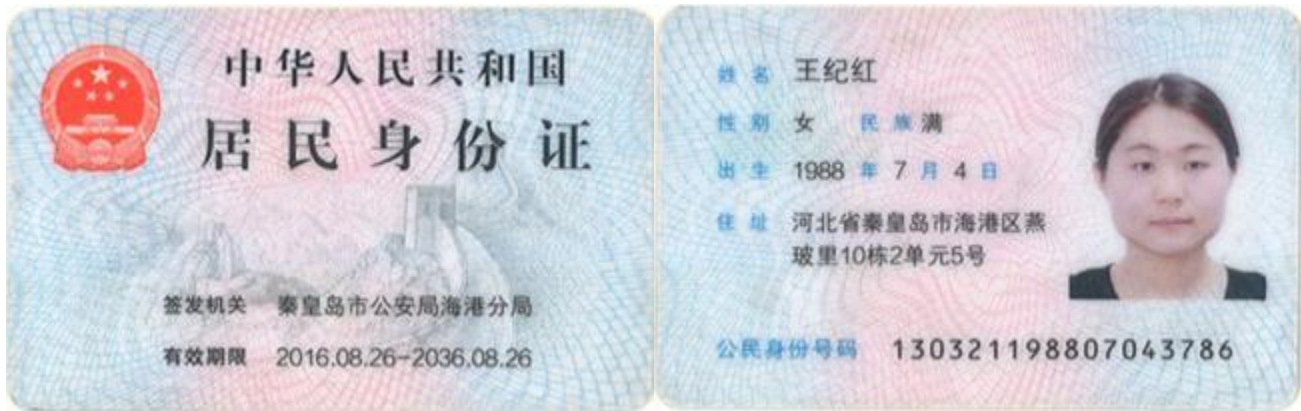 中华人民共和国
居民身份证
签发机关 秦皇岛市公安局海港分局
有效期限 2016.08.26-2036.08.26
姓名 王纪红
性别 女 民族 满
出生 1988 年 7 月 4 日
住址 河北省秦皇岛市海港区燕
玻里10栋2单元5号
公民身份号码 130321198807043786